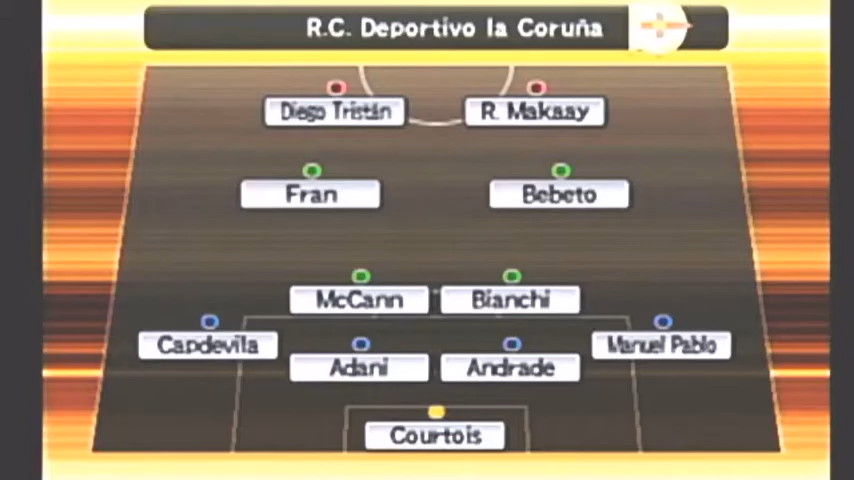 R.C. Deportivo la Coruña
Diego Tristán
R. Makaay
Fran
Bebeto
McCann
Bianchi
Capdevila
Manuel Pablo
Adani
Andrade
Courtois